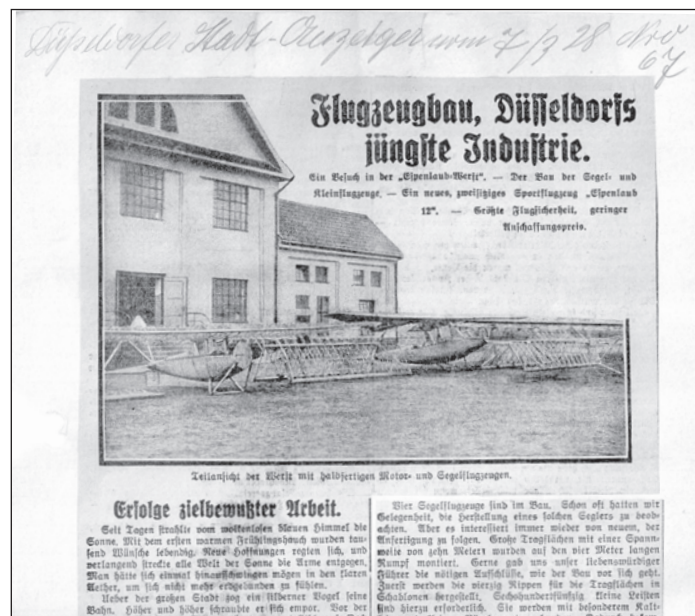 Düsseldorfer Stadt-Anzeiger vom 7/3 28 Nro
67
Flugzeugbau, Düsseldorfs
jüngste Industrie.
Ein Besuch in der „Espenlaub-Werft“. — Der Bau der Segel- und
Kleinflugzeuge. — Ein neues, zweisitziges Sportflugzeug „Espenlaub
12“. — Größte Flugsicherheit, geringer
Anschaffungspreis.
Teilansicht der Werft mit halbfertigen Motor- und Segelflugzeugen.
Erfolge zielbewußter Arbeit.
Seit Tagen strahlte vom wolkenlosen blauen Himmel die
Sonne. Mit dem ersten warmen Frühlingshauch wurden tau-
send Wünsche lebendig. Neue Hoffnungen regten sich, und
verlangend streckte alle Welt der Sonne die Arme entgegen.
Man hätte sich einmal hinaufschwingen mögen in den klaren
Aether, um sich nicht mehr erdgebunden zu fühlen.
Ueber der großen Stadt zog ein silberner Vogel seine
Bahn. Höher und höher schraubte er sich empor. Vor der
Vier Segelflugzeuge sind im Bau. Schon oft hatten wir
Gelegenheit, die Herstellung eines solchen Seglers zu beob-
achten. Aber es interessiert immer wieder von neuem, der
Anfertigung zu folgen. Große Tragflächen mit einer Spann-
weite von zehn Metern wurden auf den vier Meter langen
Rumpf montiert. Gerne gab uns unser liebenswürdiger
Führer die nötigen Aufschlüsse, wie der Bau vor sich geht.
Zuerst werden die vierzig Rippen für die Tragflächen in
Schablonen hergestellt. Sechshundertfünfzig kleine Leisten
sind hierzu erforderlich. Sie werden mit besonderen Kalt-